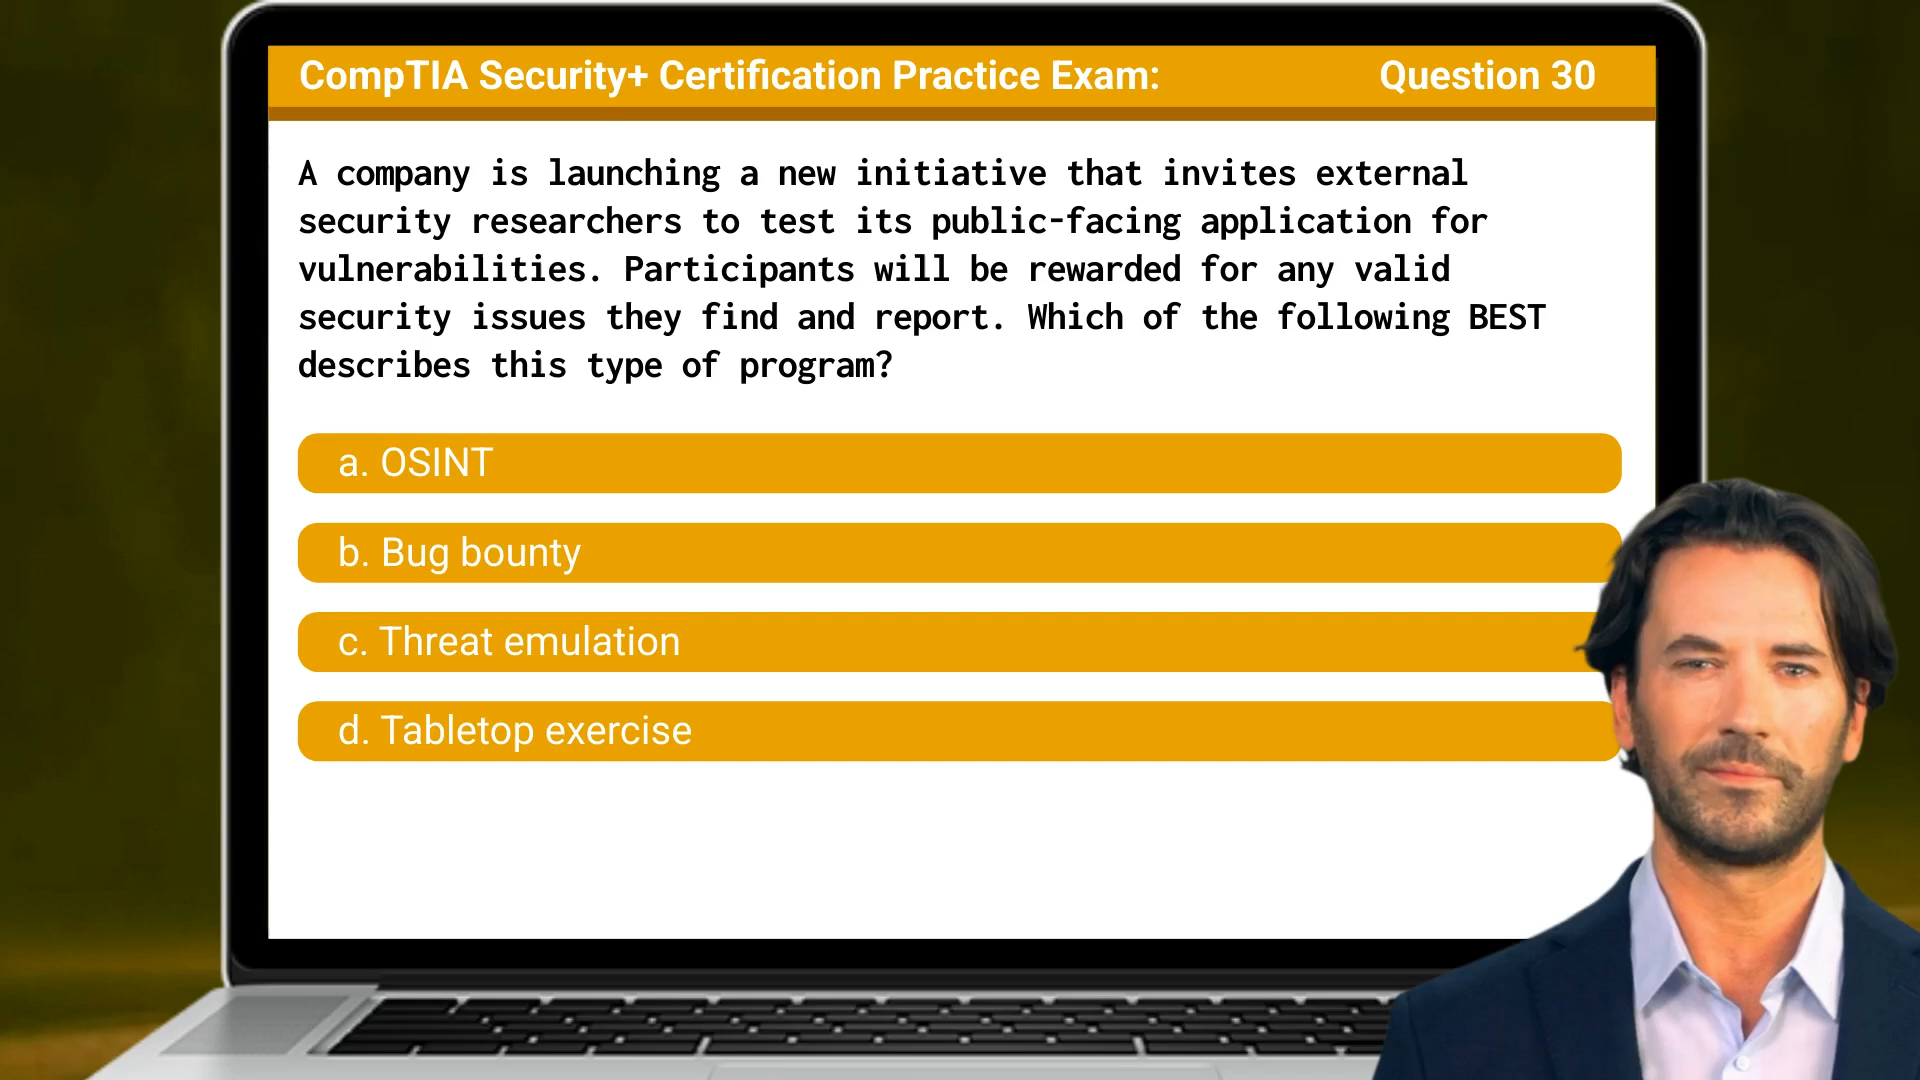 CompTIA Security+ Certification Practice Exam: Question 30
A company is launching a new initiative that invites external
security researchers to test its public-facing application for
vulnerabilities. Participants will be rewarded for any valid
security issues they find and report. Which of the following BEST
describes this type of program?
a. OSINT
b. Bug bounty
c. Threat emulation
d. Tabletop exercise